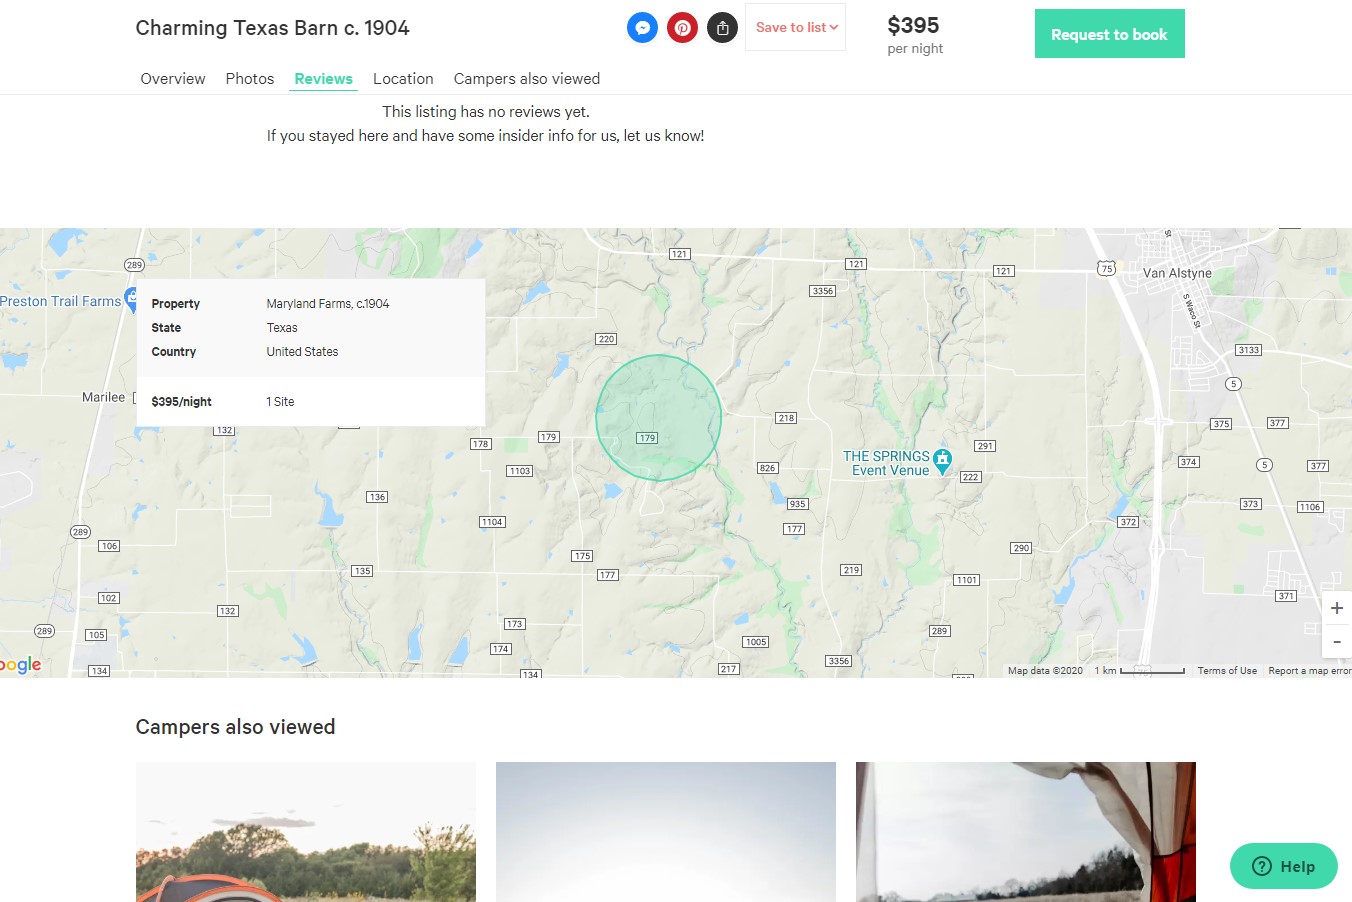 Charming Texas Barn c. 1904
Save to list
$395
per night
Request to book
Overview
Photos
Reviews
Location
Campers also viewed
This listing has no reviews yet.
If you stayed here and have some insider info for us, let us know!
289
121
121
121
75
St
Van Alstyne
S Waco St
Preston Trail Farms
Property
Maryland Farms, c.1904
State
Texas
Country
United States
$395/night
1 Site
3356
220
3133
5
Marilee
132
178
179
179
218
375
377
1103
826
THE SPRINGS
Event Venue
291
222
374
5
377
136
935
373
1106
289
1104
177
372
106
175
290
135
177
219
1101
102
132
371
289
105
173
174
1005
289
3356
134
134
217
oogle
Map data ©2020
1 km
Terms of Use
Report a map error
+
-
Campers also viewed
Help